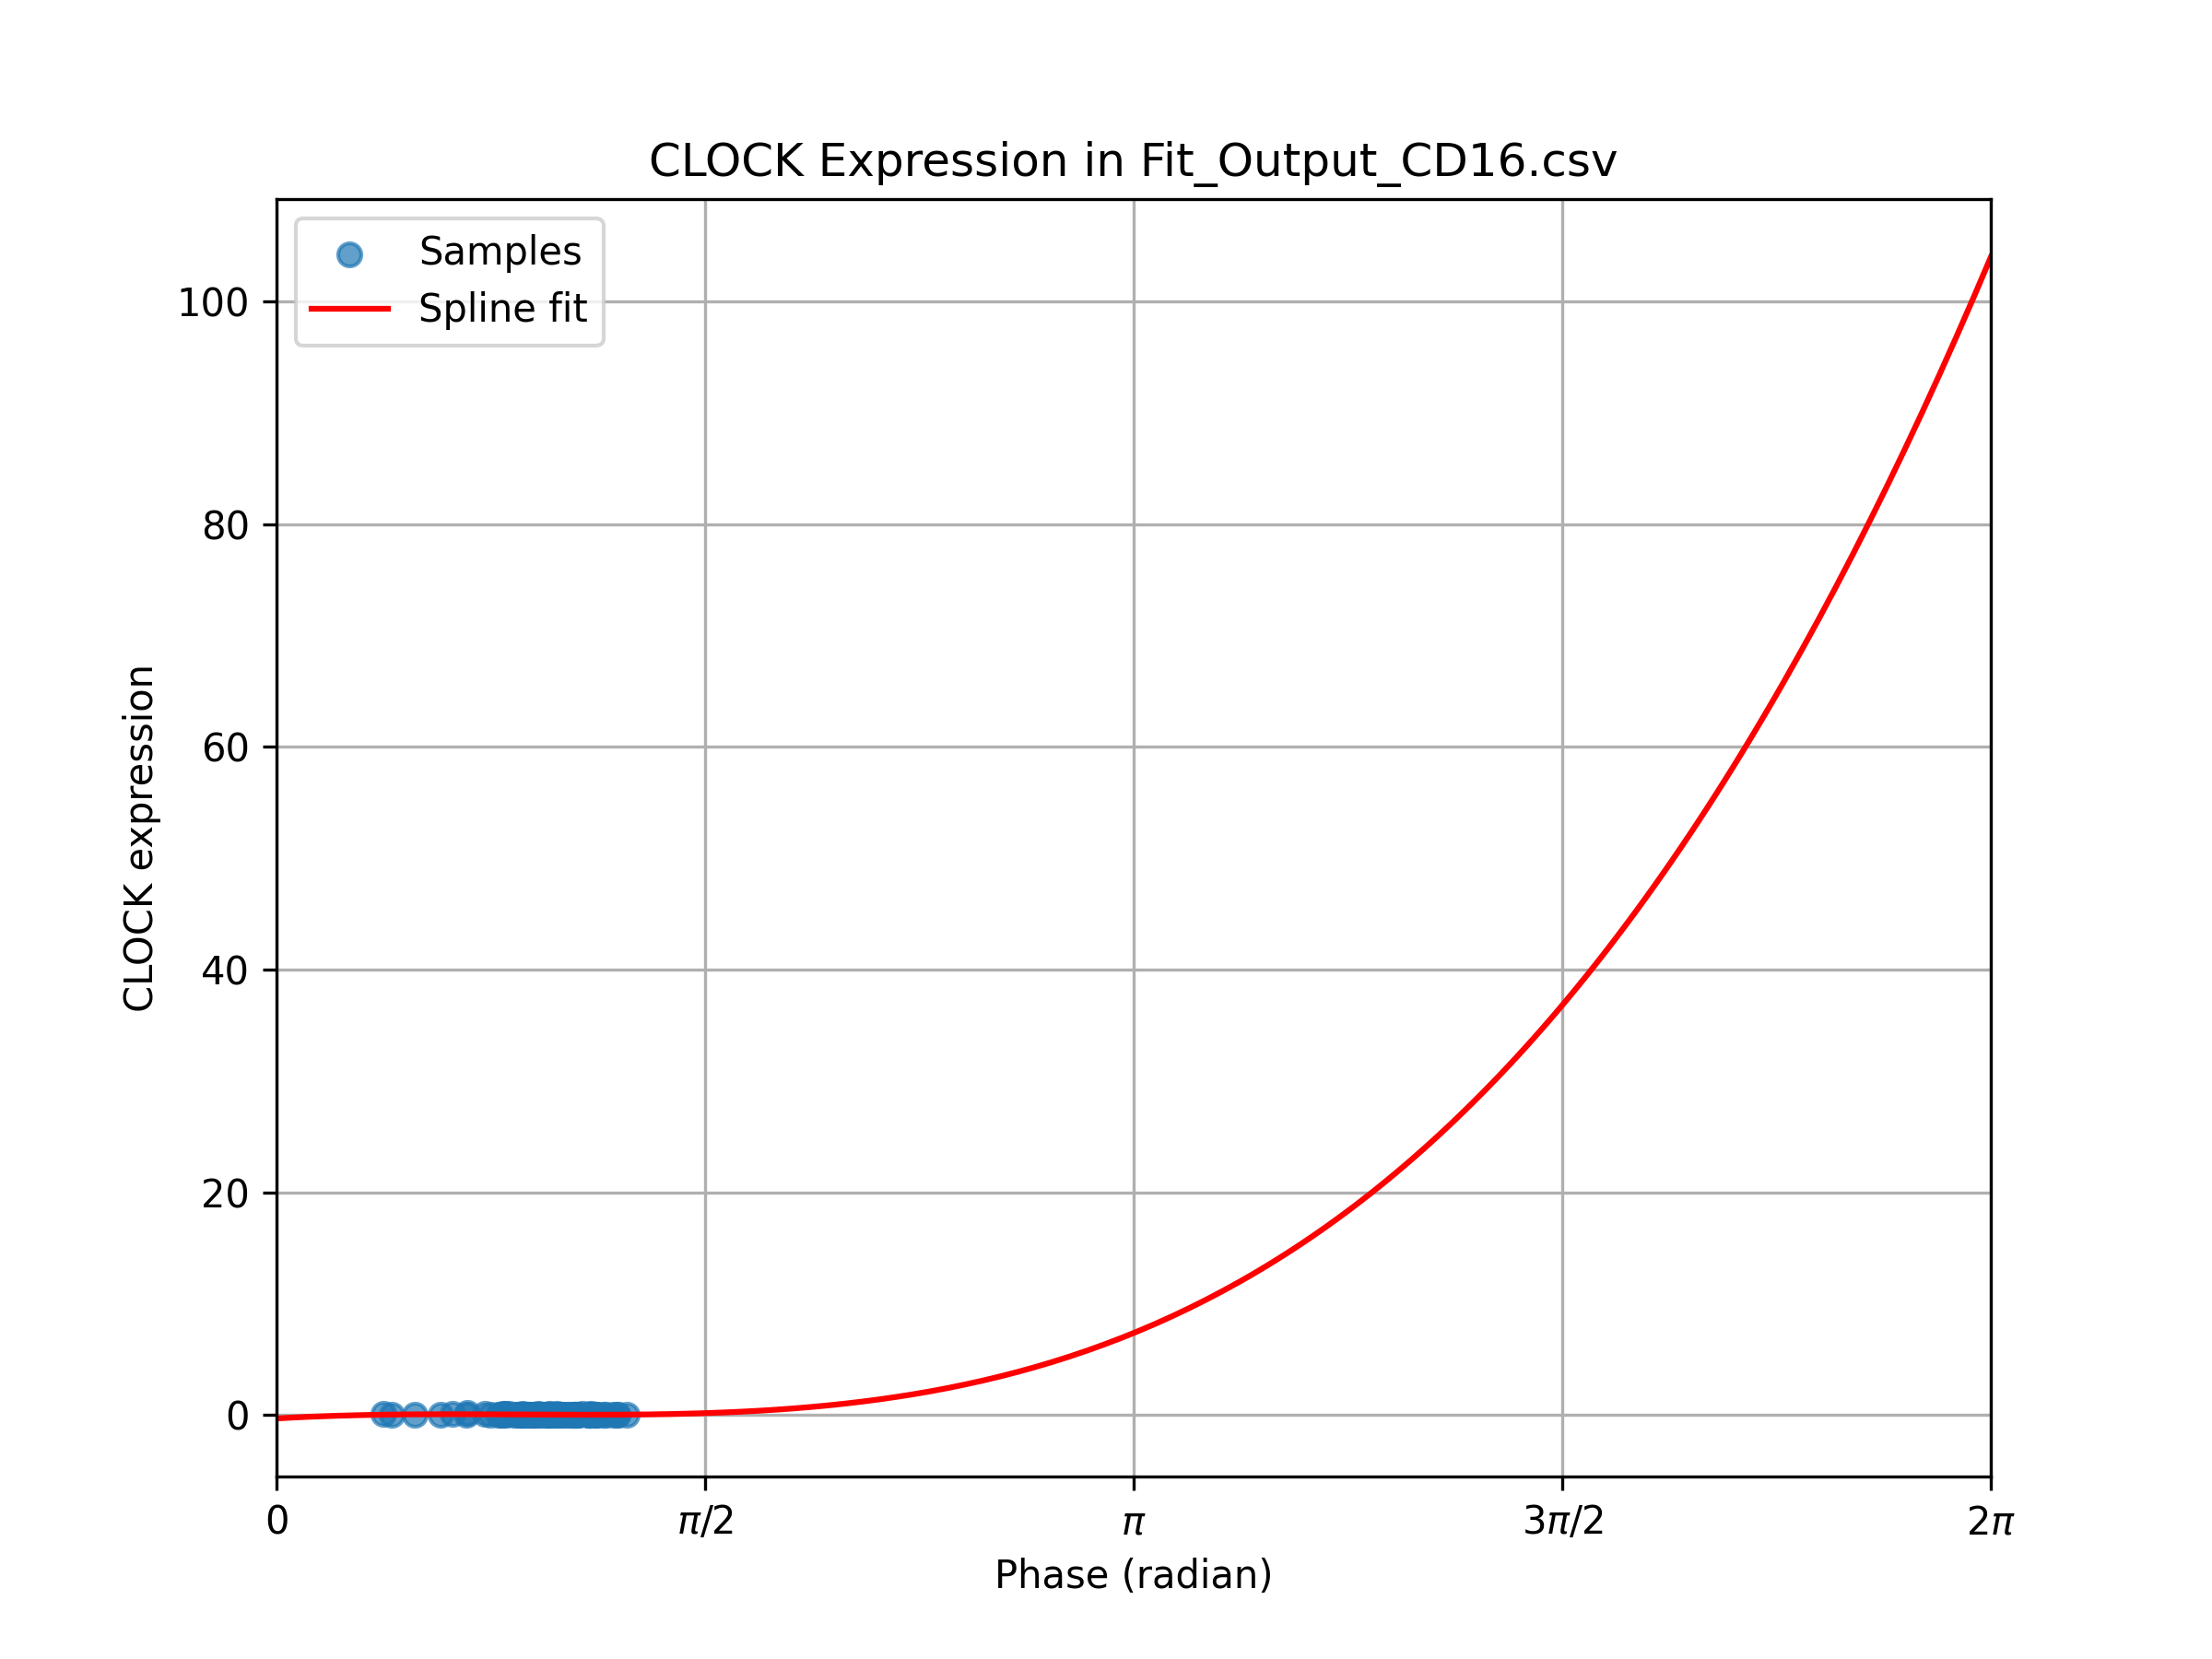 CLOCK Expression in Fit_Output_CD16.csv
Samples
Spline fit
100
80
60
40
20
0
CLOCK expression
0
π/2
π
3π/2
2π
Phase (radian)